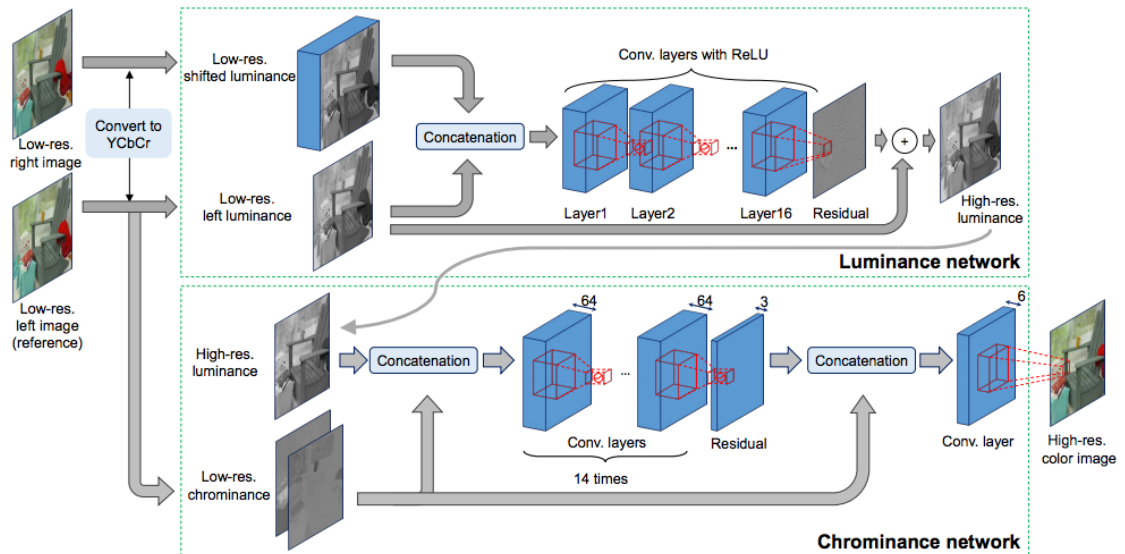 Low-res.
right image
Convert to
YCbCr
Low-res.
left image
(reference)
Low-res.
shifted luminance
Low-res.
left luminance
Concatenation
Conv. layers with ReLU
...
Layer1
Layer2
Layer16
Residual
+
High-res.
luminance
Luminance network
High-res.
luminance
Low-res.
chrominance
Concatenation
64
...
64
3
Conv. layers
14 times
Residual
Concatenation
6
Conv. layer
High-res.
color image
Chrominance network